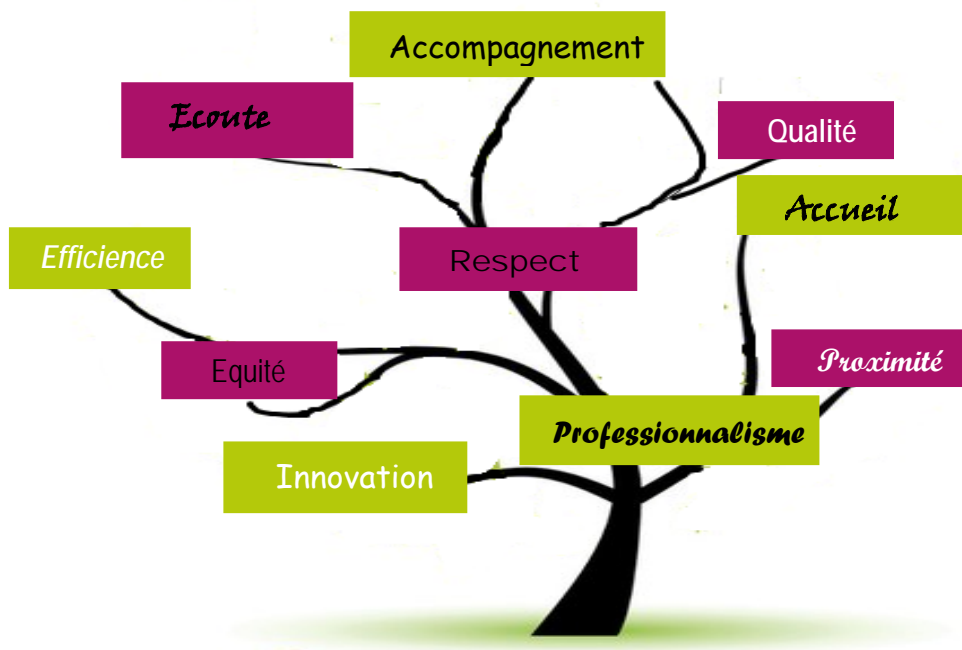 Accompagnement
Ecoute
Qualité
Accueil
Efficience
Respect
Equité
Proximité
Professionnalisme
Innovation